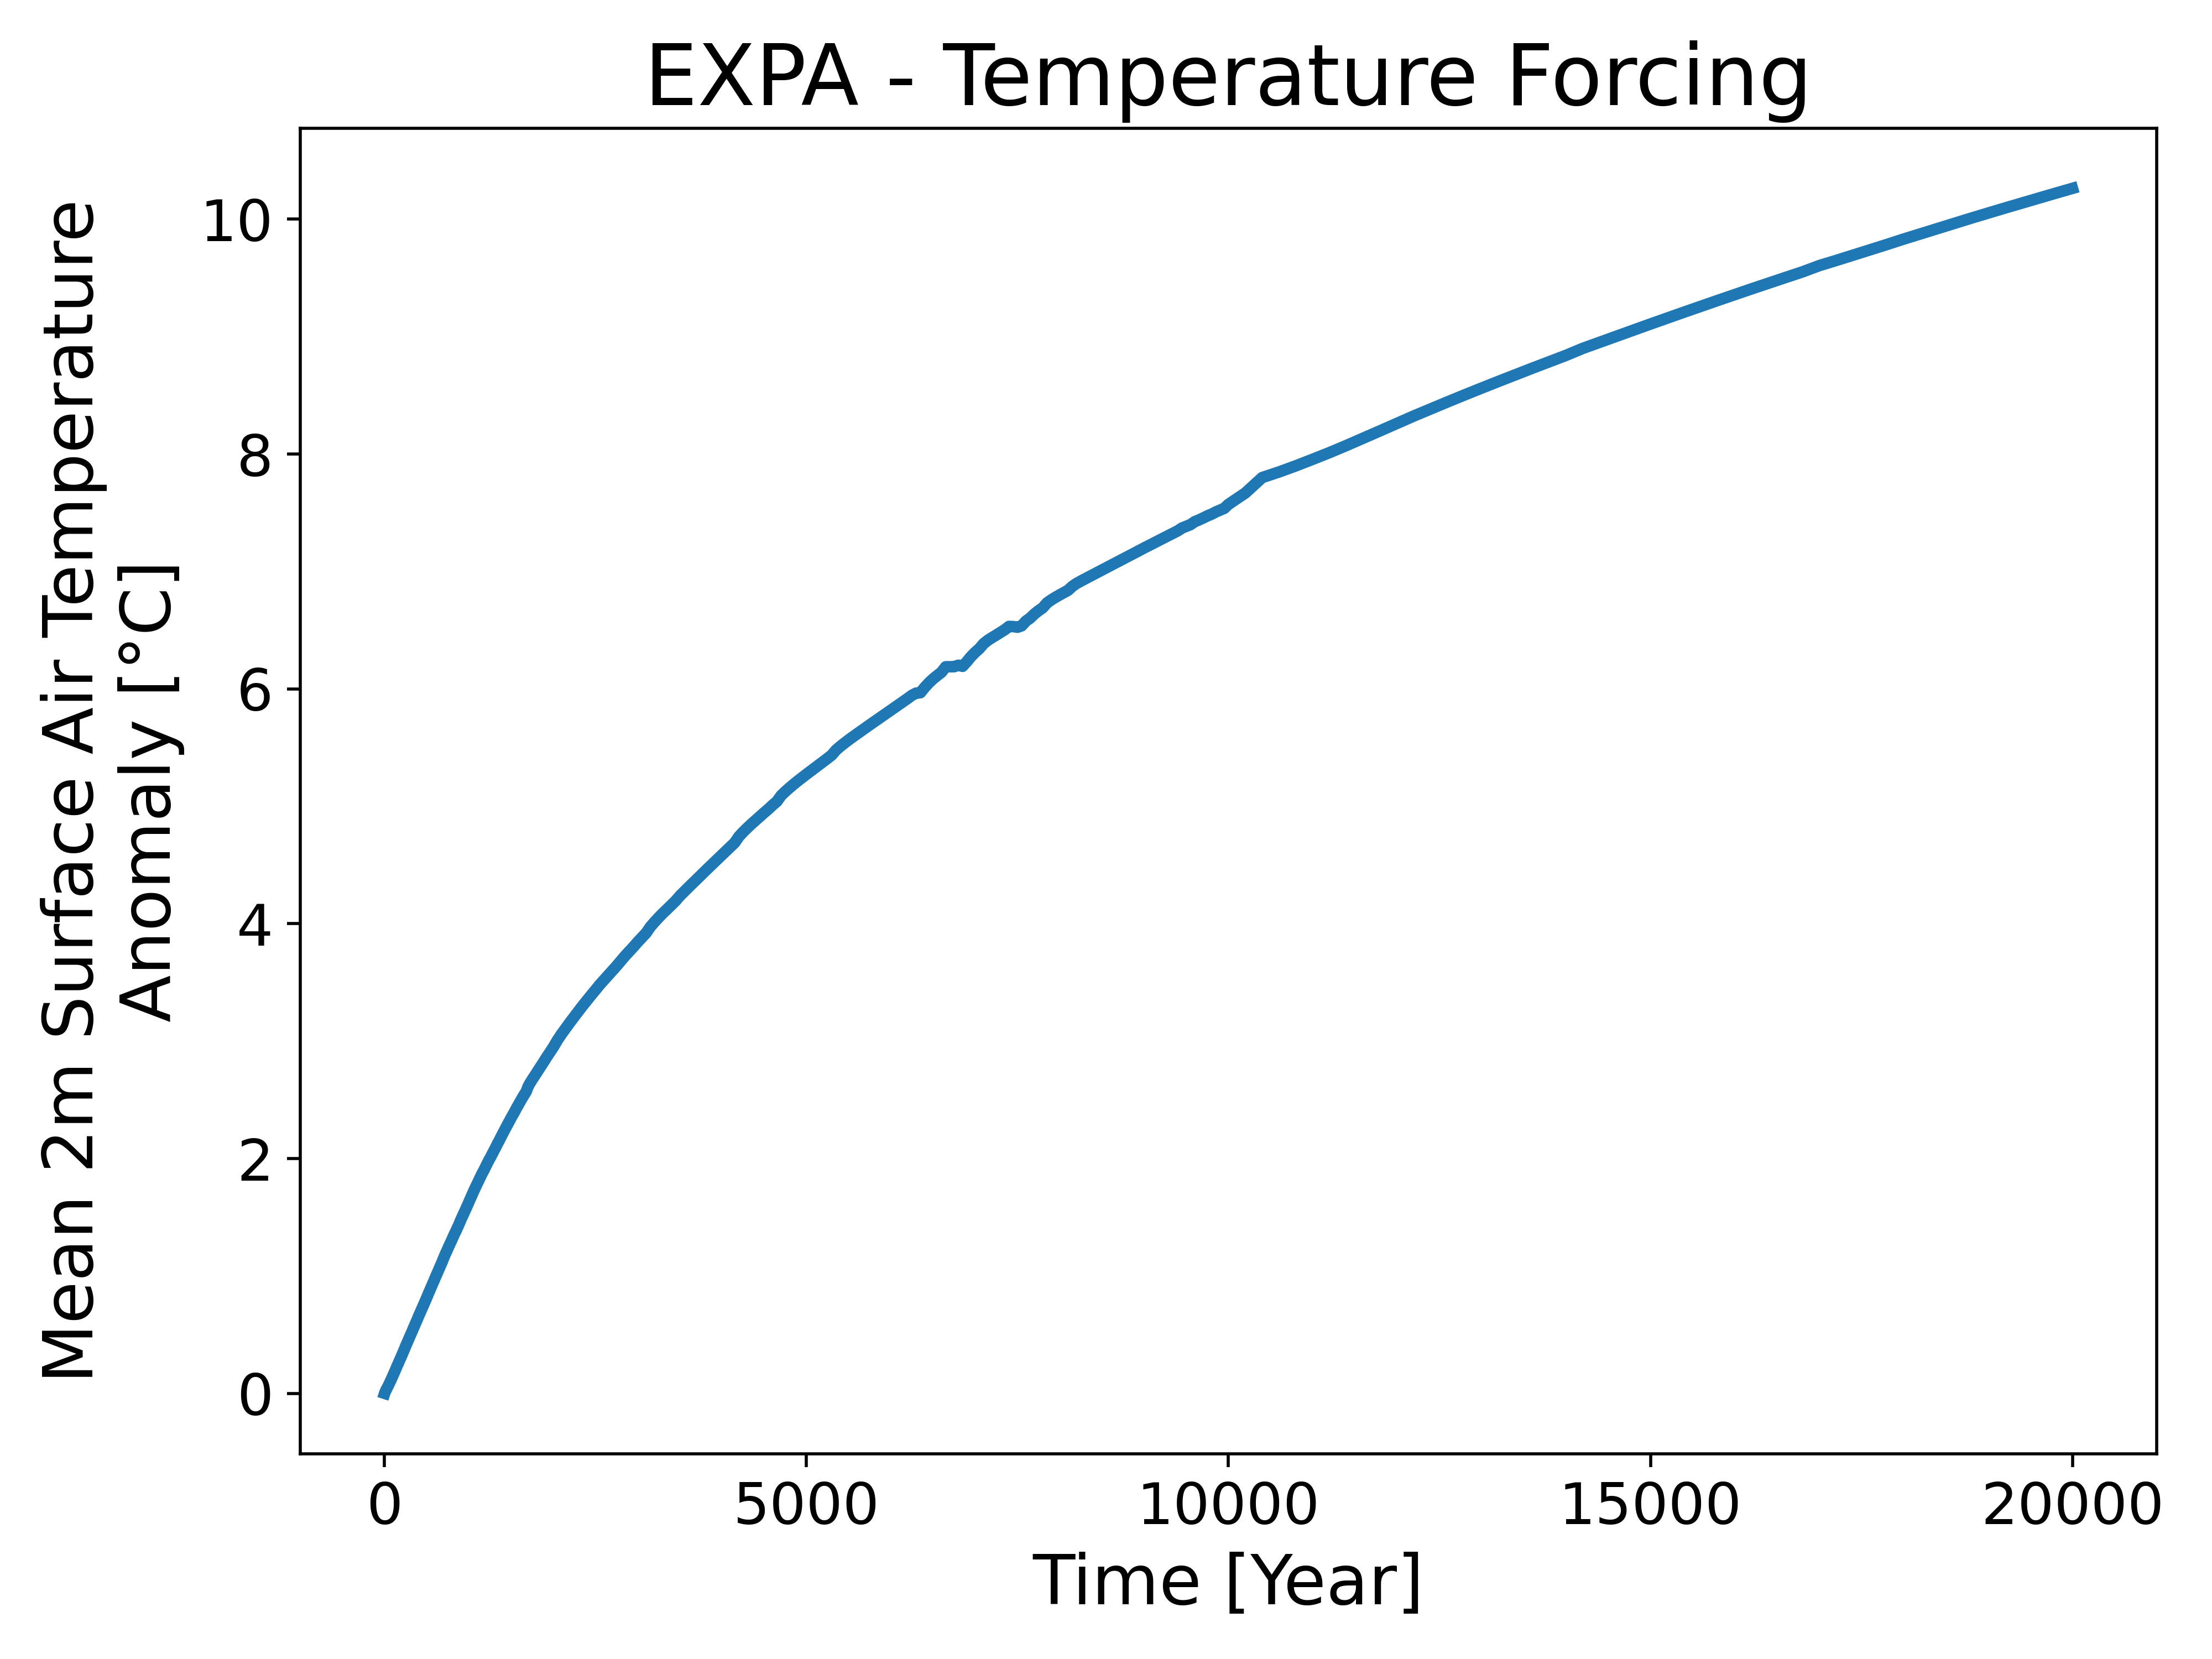 EXPA - Temperature Forcing
Mean 2m Surface Air Temperature
Anomaly [°C]
10
8
6
4
2
0
0 5000 10000 15000 20000
Time [Year]